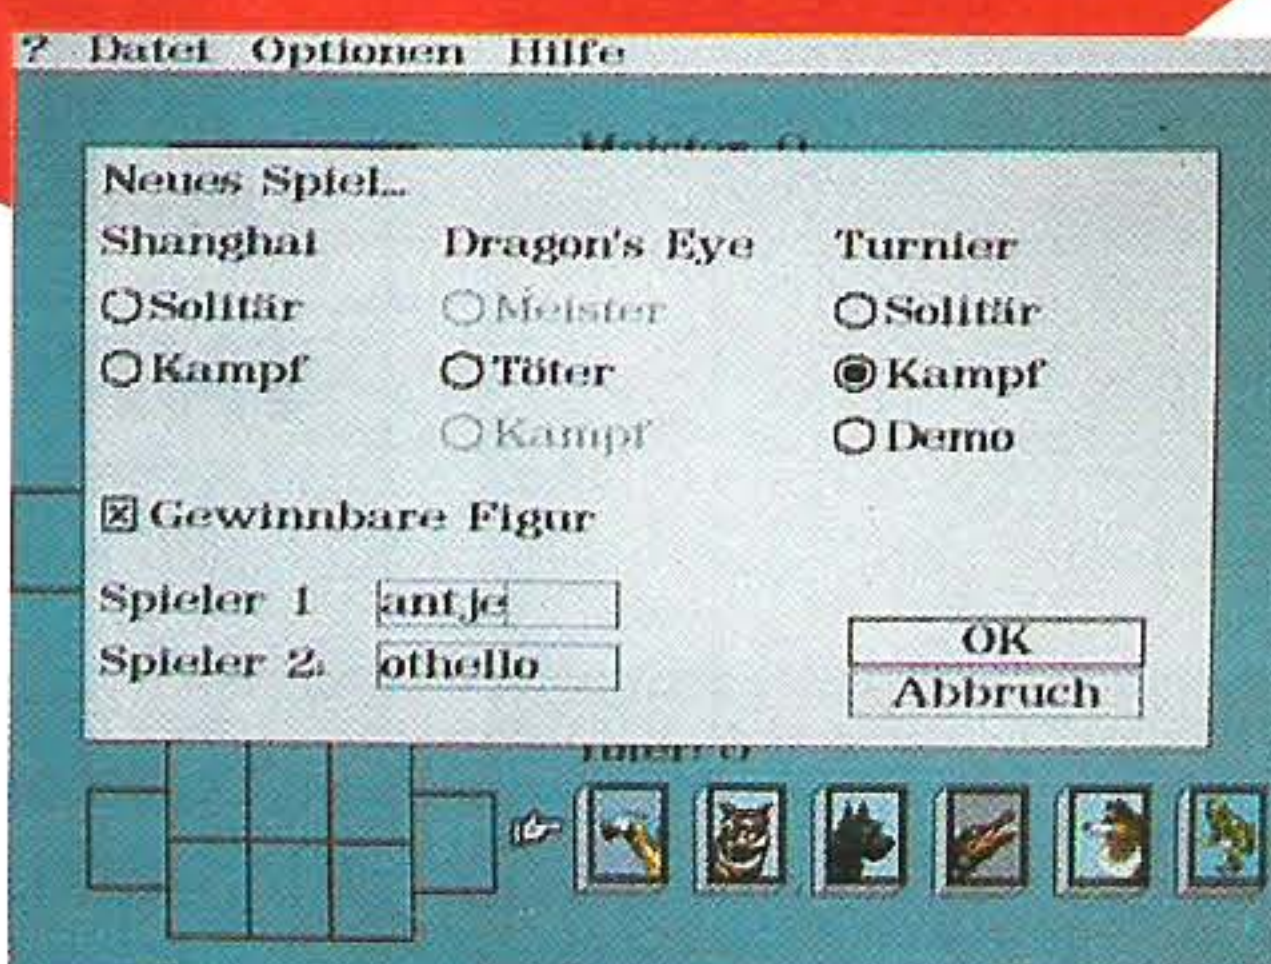 ? Datei Optionen Hilfe
Neues Spiel...
Shanghai Dragon's Eye Turnier
Solitär Meister Solitär
Kampf Töter Kampf
Kampf Demo
Gewinnbare Figur
Spieler 1 antje
Spieler 2: othello
OK
Abbruch